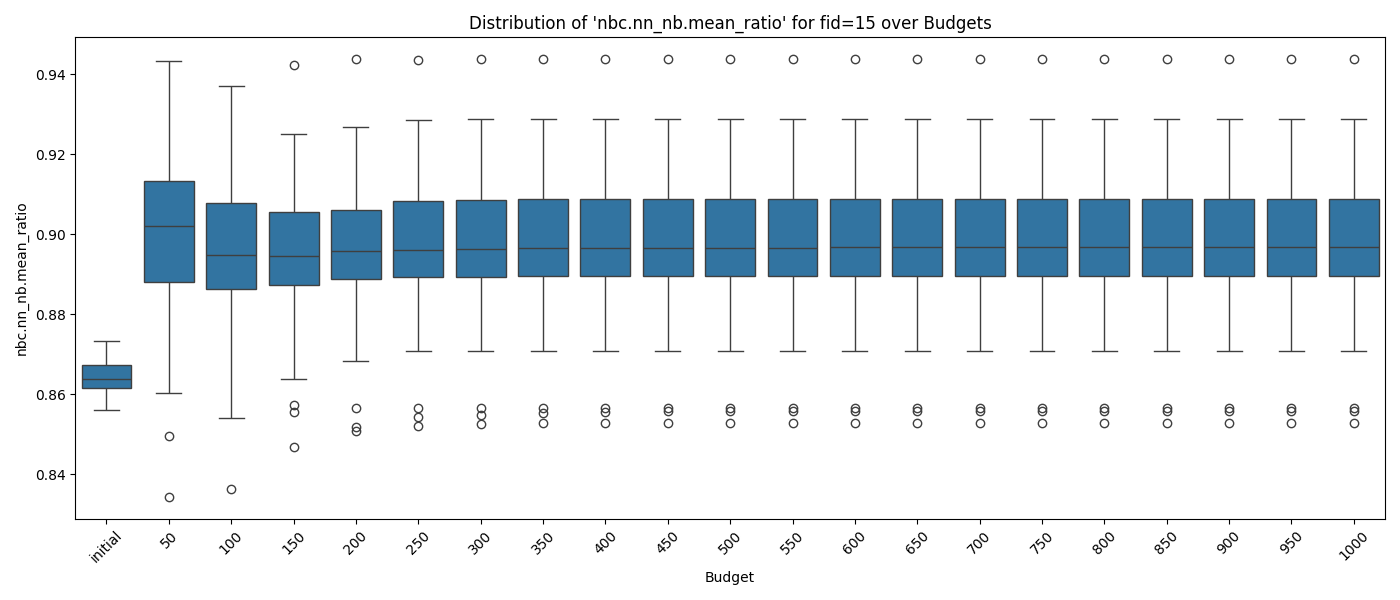 Distribution of 'nbc.nn_nb.mean_ratio' for fid=15 over Budgets
nbc.nn_nb.mean_ratio
0.94
0.92
0.90
0.88
0.86
0.84
initial 50 100 150 200 250 300 350 400 450 500 550 600 650 700 750 800 850 900 950 1000
Budget